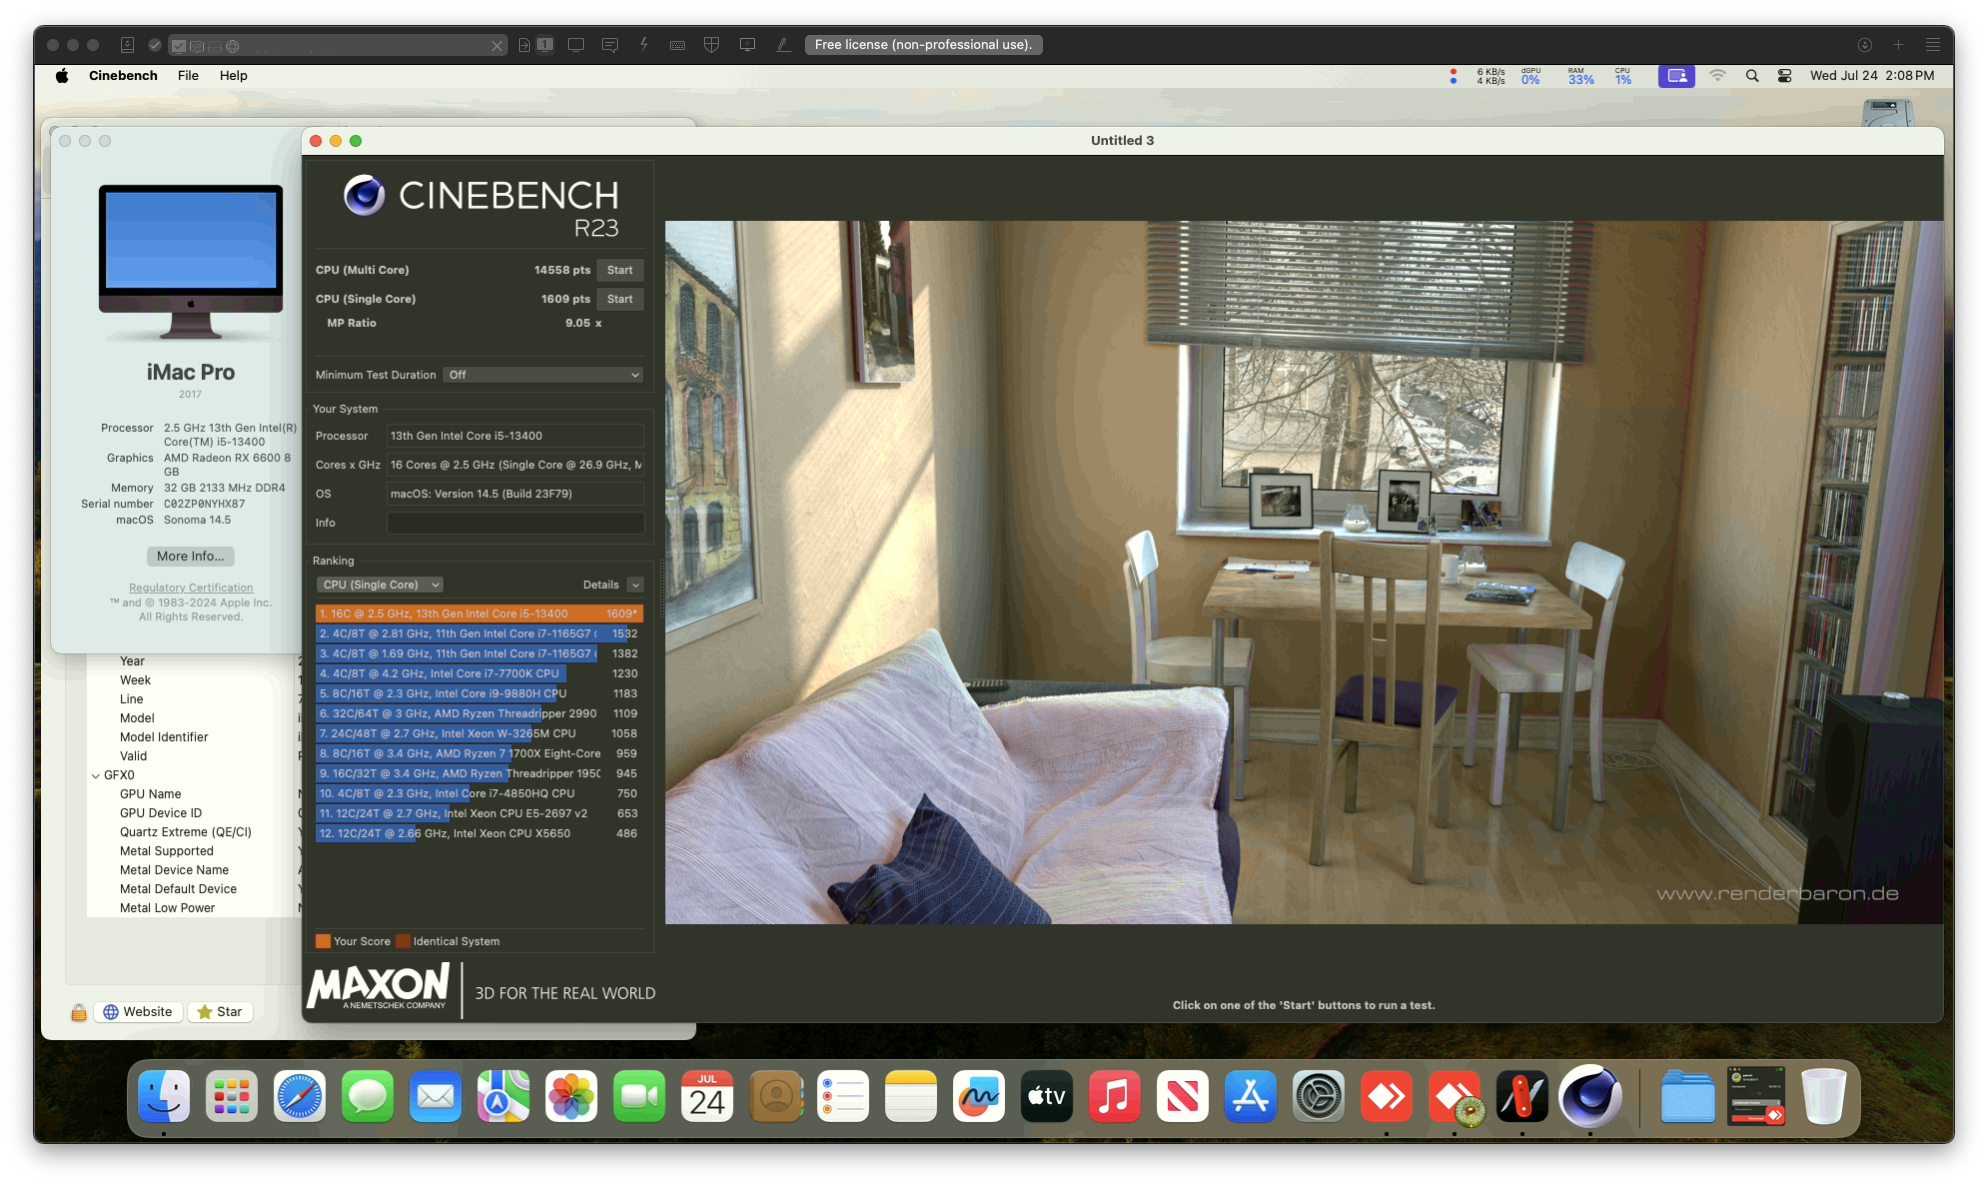 1
Free license (non-professional use).
Cinebench File Help
6 KB/s
4 KB/s
dGPU
0%
RAM
33%
CPU
1%
Wed Jul 24 2:08 PM
Untitled 3
iMac Pro
2017
Processor 2.5 GHz 13th Gen Intel(R)
Core(TM) i5-13400
Graphics AMD Radeon RX 6600 8
GB
Memory 32 GB 2133 MHz DDR4
Serial number C02ZP0NYHX87
macOS Sonoma 14.5
More Info...
Regulatory Certification
™ and © 1983-2024 Apple Inc.
All Rights Reserved.
Year
Week
Line
Model
Model Identifier
Valid
GFX0
GPU Name
GPU Device ID
Quartz Extreme (QE/CI)
Metal Supported
Metal Device Name
Metal Default Device
Metal Low Power
Website Star
CINEBENCH
R23
CPU (Multi Core) 14558 pts Start
CPU (Single Core) 1609 pts Start
MP Ratio 9.05 x
Minimum Test Duration Off
Your System
Processor 13th Gen Intel Core i5-13400
Cores x GHz 16 Cores @ 2.5 GHz (Single Core @ 26.9 GHz, M
OS macOS: Version 14.5 (Build 23F79)
Info
Ranking
CPU (Single Core) Details
1. 16C @ 2.5 GHz, 13th Gen Intel Core i5-13400 1609*
2. 4C/8T @ 2.81 GHz, 11th Gen Intel Core i7-1165G7 1532
3. 4C/8T @ 1.69 GHz, 11th Gen Intel Core i7-1165G7 1382
4. 4C/8T @ 4.2 GHz, Intel Core i7-7700K CPU 1230
5. 8C/16T @ 2.3 GHz, Intel Core i9-9880H CPU 1183
6. 32C/64T @ 3 GHz, AMD Ryzen Threadripper 2990 1109
7. 24C/48T @ 2.7 GHz, Intel Xeon W-3265M CPU 1058
8. 8C/16T @ 3.4 GHz, AMD Ryzen 7 1700X Eight-Core 959
9. 16C/32T @ 3.4 GHz, AMD Ryzen Threadripper 195 945
10. 4C/8T @ 2.3 GHz, Intel Core i7-4850HQ CPU 750
11. 12C/24T @ 2.7 GHz, Intel Xeon CPU E5-2697 v2 653
12. 12C/24T @ 2.66 GHz, Intel Xeon CPU X5650 486
Your Score Identical System
MAXON
A NEMETSCHEK COMPANY
3D FOR THE REAL WORLD
www.renderbaron.de
Click on one of the 'Start' buttons to run a test.
JUL
24
tv